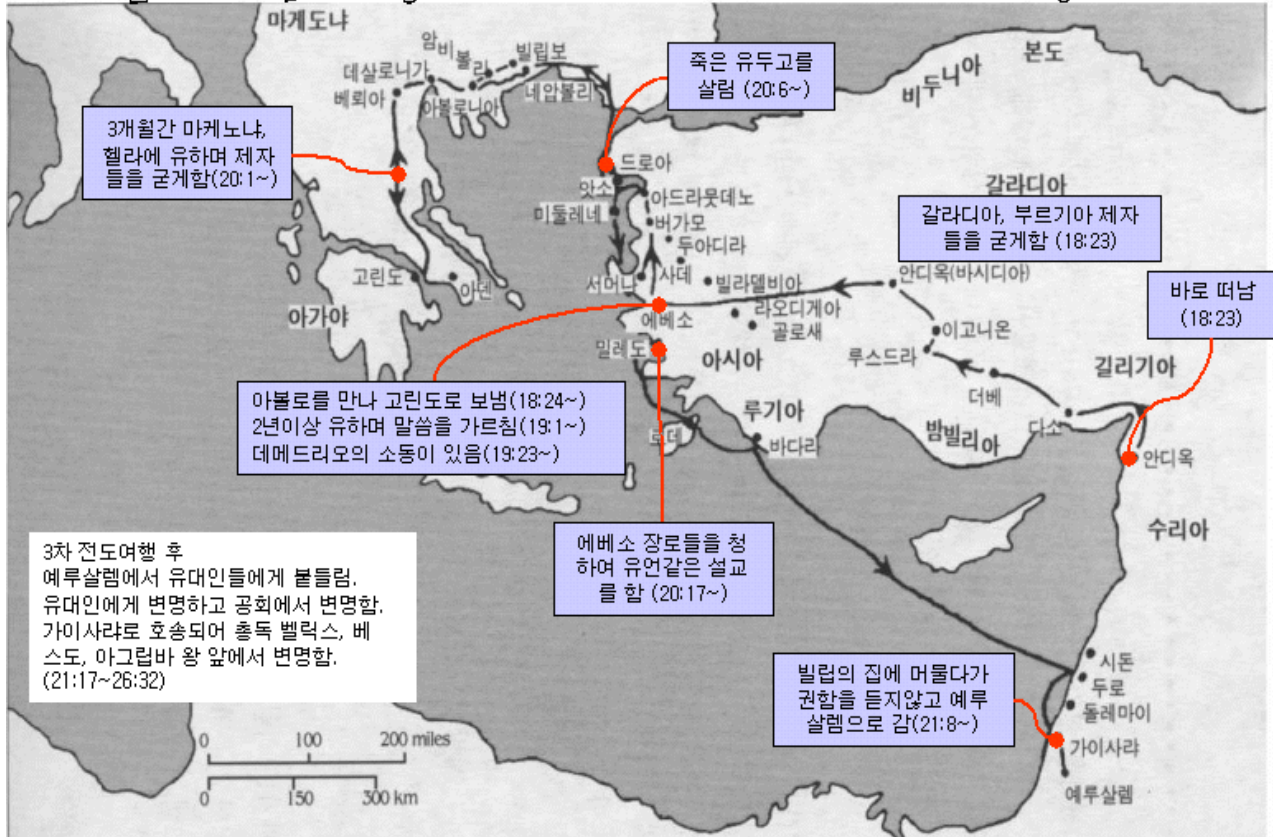 마게도냐
암비볼라
빌립보
데살로니가
베뢰아
아볼로니아
네압볼리
죽은 유두고를
살림 (20:6~)
비두니아
본도
3개월간 마케노냐,
헬라에 유하며 제자
들을 굳게함(20:1~)
드로아
앗소
아드라뭇데노
미둘레네
버가모
두아디라
갈라디아
갈라디아, 부르기아 제자
들을 굳게함 (18:23)
서머나
사데
빌라델비아
안디옥(바시디아)
고린도
아덴
아가야
에베소
라오디게아
골로새
이고니온
바로 떠남
(18:23)
밀레도
아시아
루스드라
더베
길리기아
아볼로를 만나 고린도로 보냄(18:24~)
2년이상 유하며 말씀을 가르침(19:1~)
데메드리오의 소동이 있음(19:23~)
루기아
로데
바다라
밤빌리아
다소
안디옥
수리아
에베소 장로들을 청
하여 유언같은 설교
를 함 (20:17~)
3차 전도여행 후
예루살렘에서 유대인들에게 붙들림.
유대인에게 변명하고 공회에서 변명함.
가이사랴로 호송되어 총독 벨릭스, 베
스도, 아그립바 왕 앞에서 변명함.
(21:17~26:32)
빌립의 집에 머물다가
권함을 듣지않고 예루
살렘으로 감(21:8~)
시돈
두로
돌레마이
가이사랴
예루살렘
0 100 200 miles
0 150 300 km